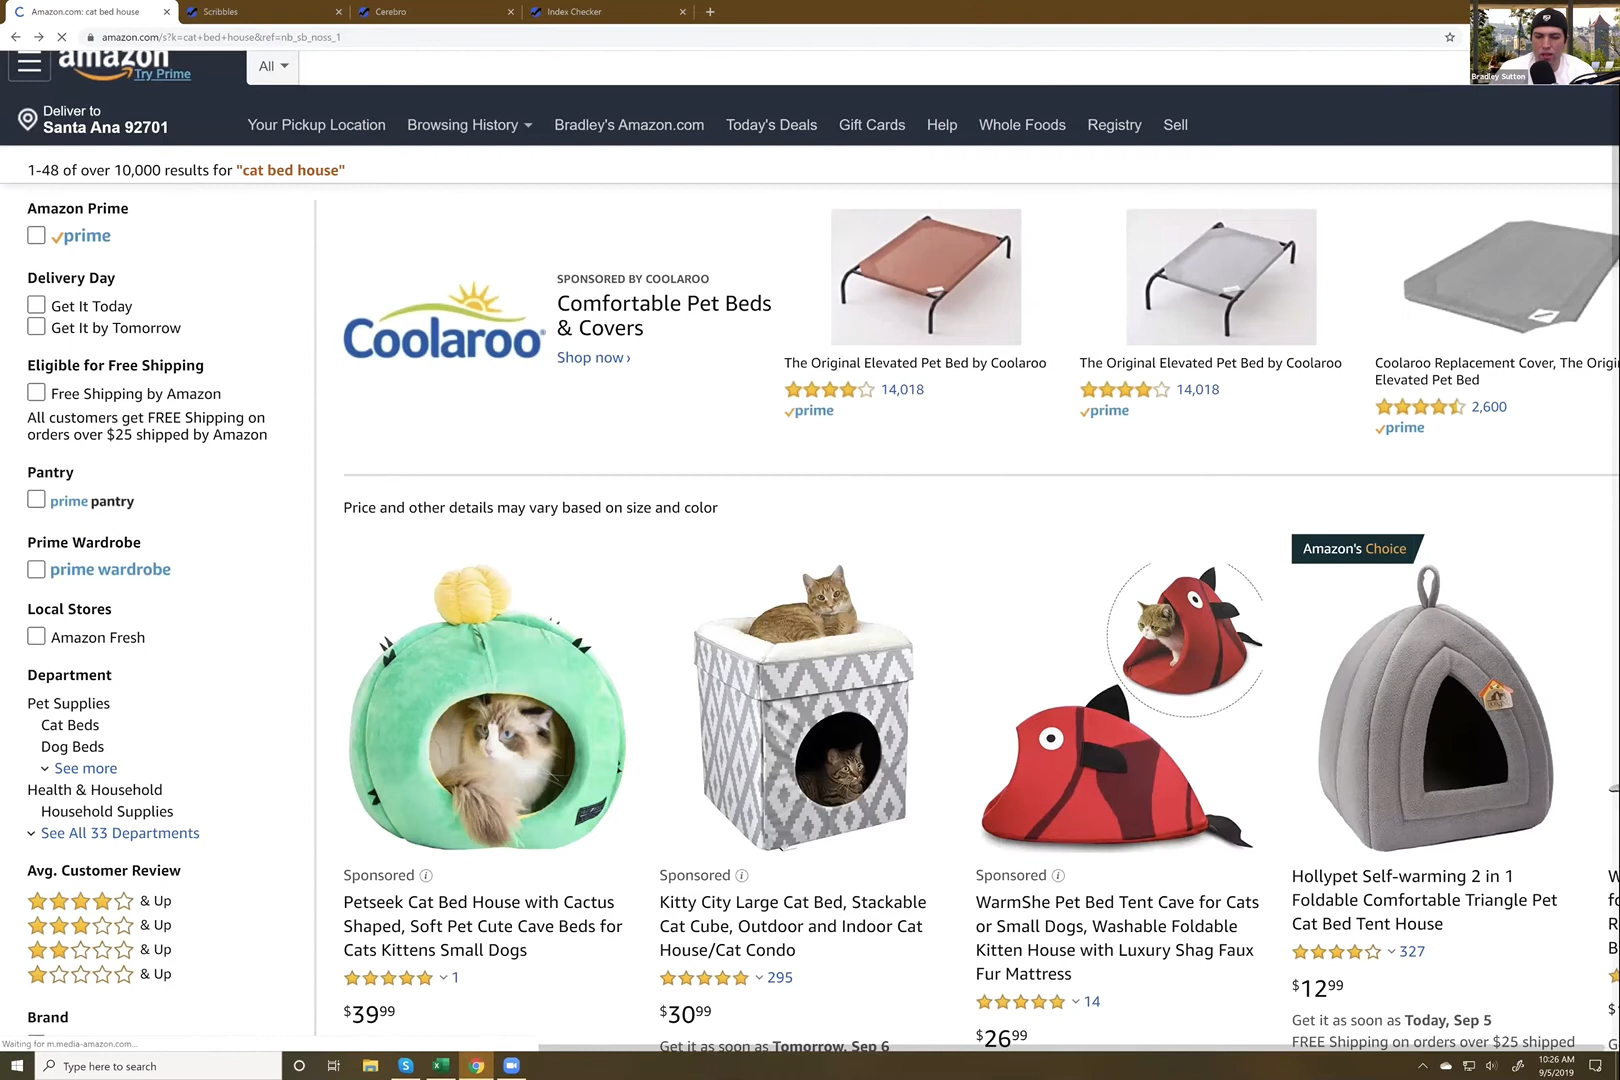 Amazon.com: cat bed house
Scribbles
Cerebro
Index Checker
amazon.com/s?k=cat+bed+house&ref=nb_sb_noss_1
Bradley Sutton
amazon
Try Prime
All
Deliver to
Santa Ana 92701
Your Pickup Location
Browsing History
Bradley's Amazon.com
Today's Deals
Gift Cards
Help
Whole Foods
Registry
Sell
1-48 of over 10,000 results for "cat bed house"
Amazon Prime
prime
Delivery Day
Get It Today
Get It by Tomorrow
Eligible for Free Shipping
Free Shipping by Amazon
All customers get FREE Shipping on
orders over $25 shipped by Amazon
Pantry
prime pantry
Prime Wardrobe
prime wardrobe
Local Stores
Amazon Fresh
Department
Pet Supplies
Cat Beds
Dog Beds
See more
Health & Household
Household Supplies
See All 33 Departments
Avg. Customer Review
& Up
& Up
& Up
& Up
Brand
Coolaroo
SPONSORED BY COOLAROO
Comfortable Pet Beds
& Covers
Shop now ›
The Original Elevated Pet Bed by Coolaroo
14,018
prime
The Original Elevated Pet Bed by Coolaroo
14,018
prime
Coolaroo Replacement Cover, The Origi
Elevated Pet Bed
2,600
prime
Price and other details may vary based on size and color
Sponsored
Petseek Cat Bed House with Cactus
Shaped, Soft Pet Cute Cave Beds for
Cats Kittens Small Dogs
1
$3999
Sponsored
Kitty City Large Cat Bed, Stackable
Cat Cube, Outdoor and Indoor Cat
House/Cat Condo
295
$3099
Get it as soon as Tomorrow, Sep 6
Sponsored
WarmShe Pet Bed Tent Cave for Cats
or Small Dogs, Washable Foldable
Kitten House with Luxury Shag Faux
Fur Mattress
14
$2699
Amazon's Choice
Hollypet Self-warming 2 in 1
Foldable Comfortable Triangle Pet
Cat Bed Tent House
327
$1299
Get it as soon as Today, Sep 5
FREE Shipping on orders over $25 shipped
Waiting for m.media-amazon.com...
Type here to search
10:26 AM
9/5/2019